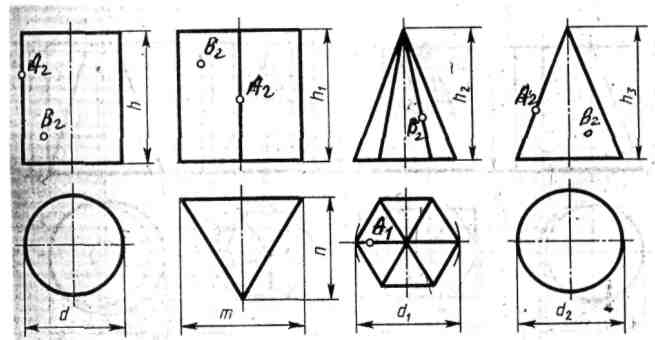 A₂
B₂
h
B₂
A₂
h₁
B₂
h₂
A₂
B₂
h₃
d
m
n
A₁
d₁
d₂